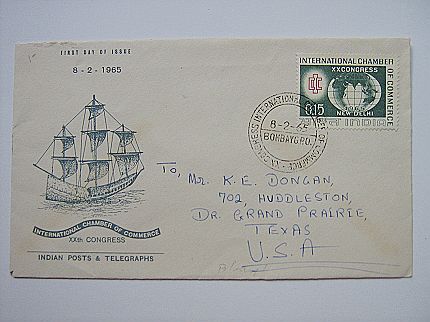 FIRST DAY OF ISSUE
8-2-1965
INTERNATIONAL CHAMBER
OF COMMERCE
XX CONGRESS
1965
0.15
NEW DELHI
INDIA
8-2-65
BOMBAY G.P.O.
To,
Mr. K. E. DONGAN,
702, HUDDLESTON,
DR. GRAND PRAIRIE,
TEXAS
U.S.A
INTERNATIONAL CHAMBER OF COMMERCE
XXth CONGRESS
INDIAN POSTS & TELEGRAPHS